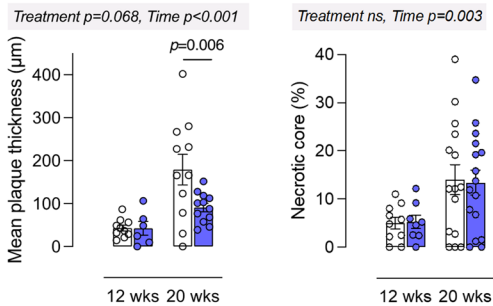 Treatment p=0.068, Time p<0.001
p=0.006
Mean plaque thickness (µm)
400
300
200
100
0
12 wks 20 wks
Treatment ns, Time p=0.003
Necrotic core (%)
40
30
20
10
0
12 wks 20 wks